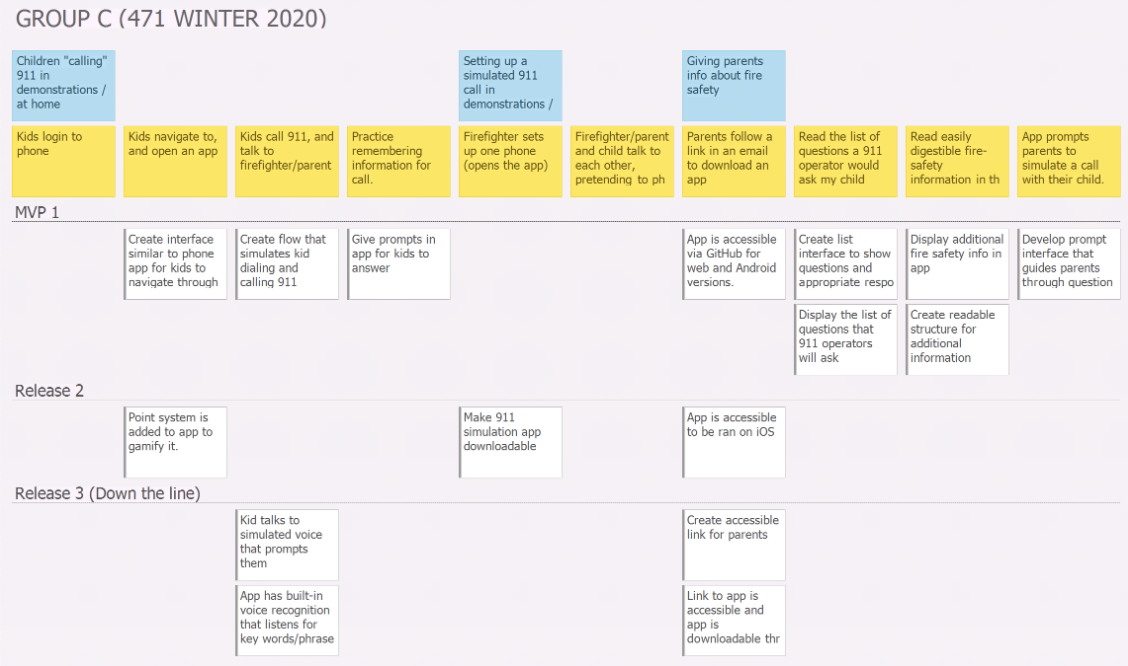 GROUP C (471 WINTER 2020)
Children "calling"
911 in
demonstrations /
at home
Setting up a
simulated 911
call in
demonstrations /
Giving parents
info about fire
safety
Kids login to
phone
Kids navigate to,
and open an app
Kids call 911, and
talk to
firefighter/parent
Practice
remembering
information for
call.
Firefighter sets
up one phone
(opens the app)
Firefighter/parent
and child talk to
each other,
pretending to ph
Parents follow a
link in an email
to download an
app
Read the list of
questions a 911
operator would
ask my child
Read easily
digestible fire-
safety
information in th
App prompts
parents to
simulate a call
with their child.
MVP 1
Create interface
similar to phone
app for kids to
navigate through
Create flow that
simulates kid
dialing and
calling 911
Give prompts in
app for kids to
answer
App is accessible
via GitHub for
web and Android
versions.
Create list
interface to show
questions and
appropriate respo
Display additional
fire safety info in
app
Develop prompt
interface that
guides parents
through question
Display the list of
questions that
911 operators
will ask
Create readable
structure for
additional
information
Release 2
Point system is
added to app to
gamify it.
Make 911
simulation app
downloadable
App is accessible
to be ran on iOS
Release 3 (Down the line)
Kid talks to
simulated voice
that prompts
them
Create accessible
link for parents
App has built-in
voice recognition
that listens for
key words/phrase
Link to app is
accessible and
app is
downloadable thr